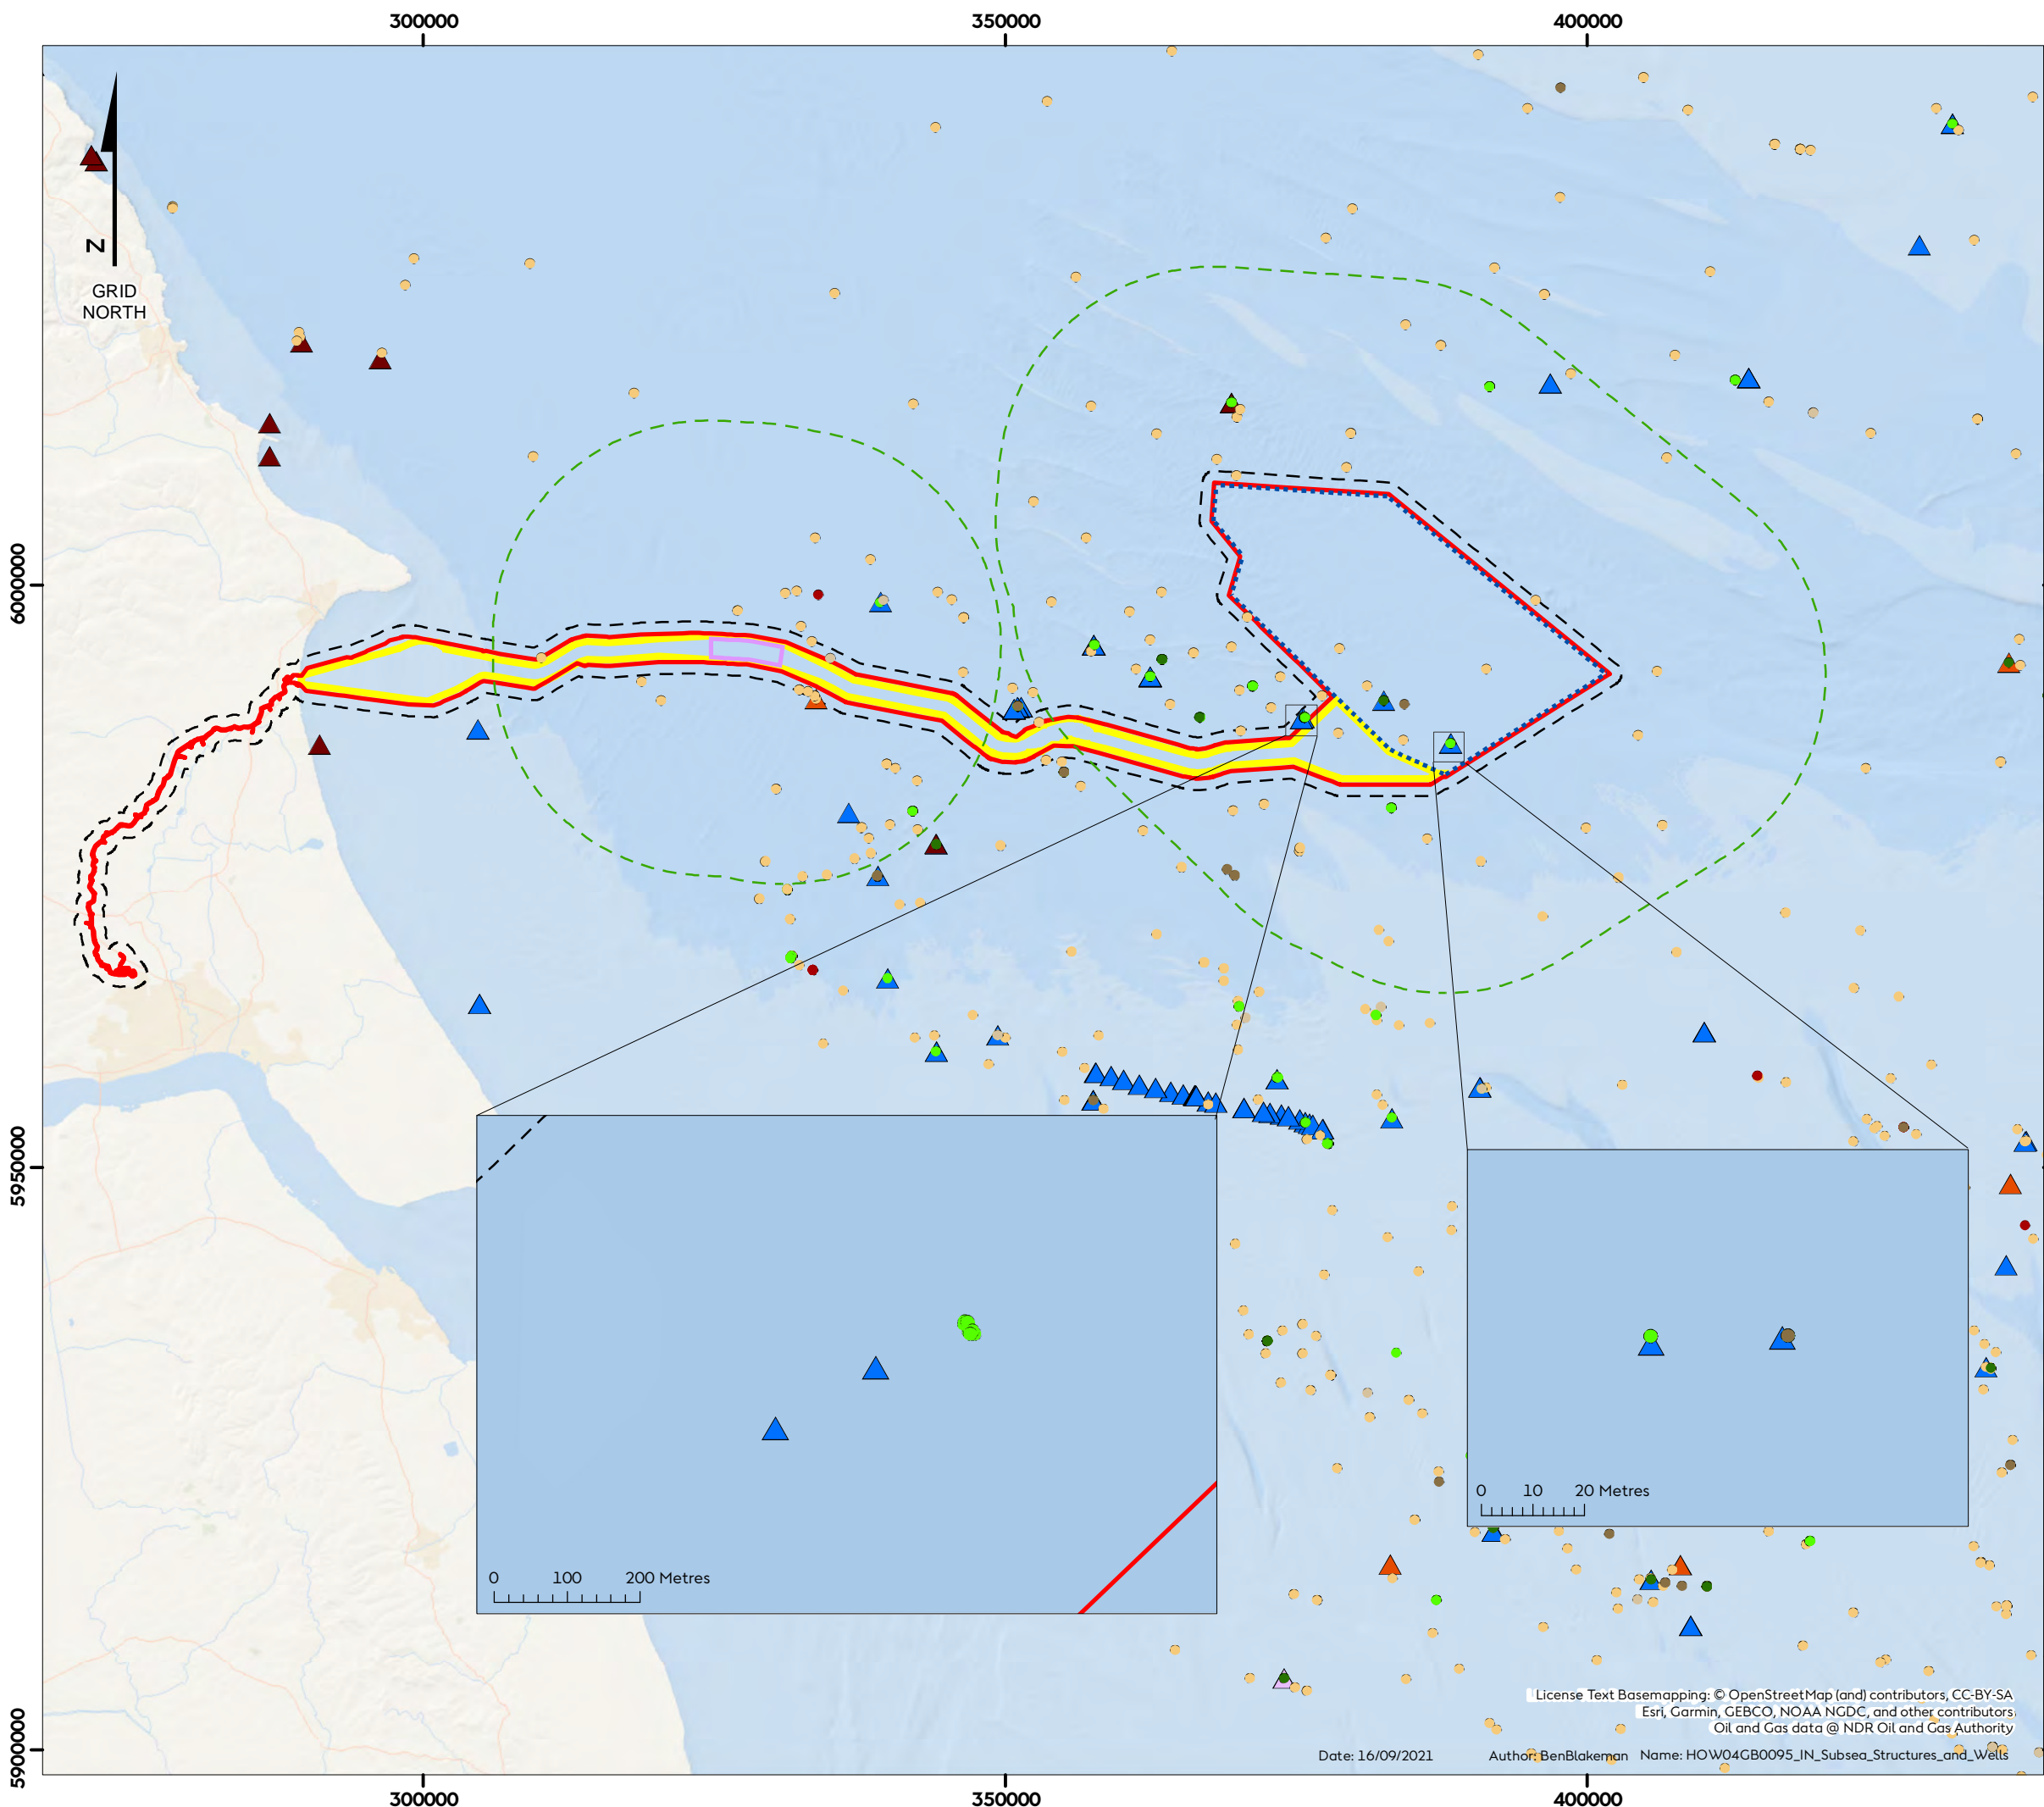 300000 350000 400000
N
GRID
NORTH
6000000
5950000
5900000
0 100 200 Metres
0 10 20 Metres
License Text Basemapping: © OpenStreetMap (and) contributors, CC-BY-SA
Esri, Garmin, GEBCO, NOAA NGDC, and other contributors
Oil and Gas data @ NDR Oil and Gas Authority
Date: 16/09/2021 Author: BenBlakeman Name: HOW04GB0095_IN_Subsea_Structures_and_Wells
300000 350000 400000